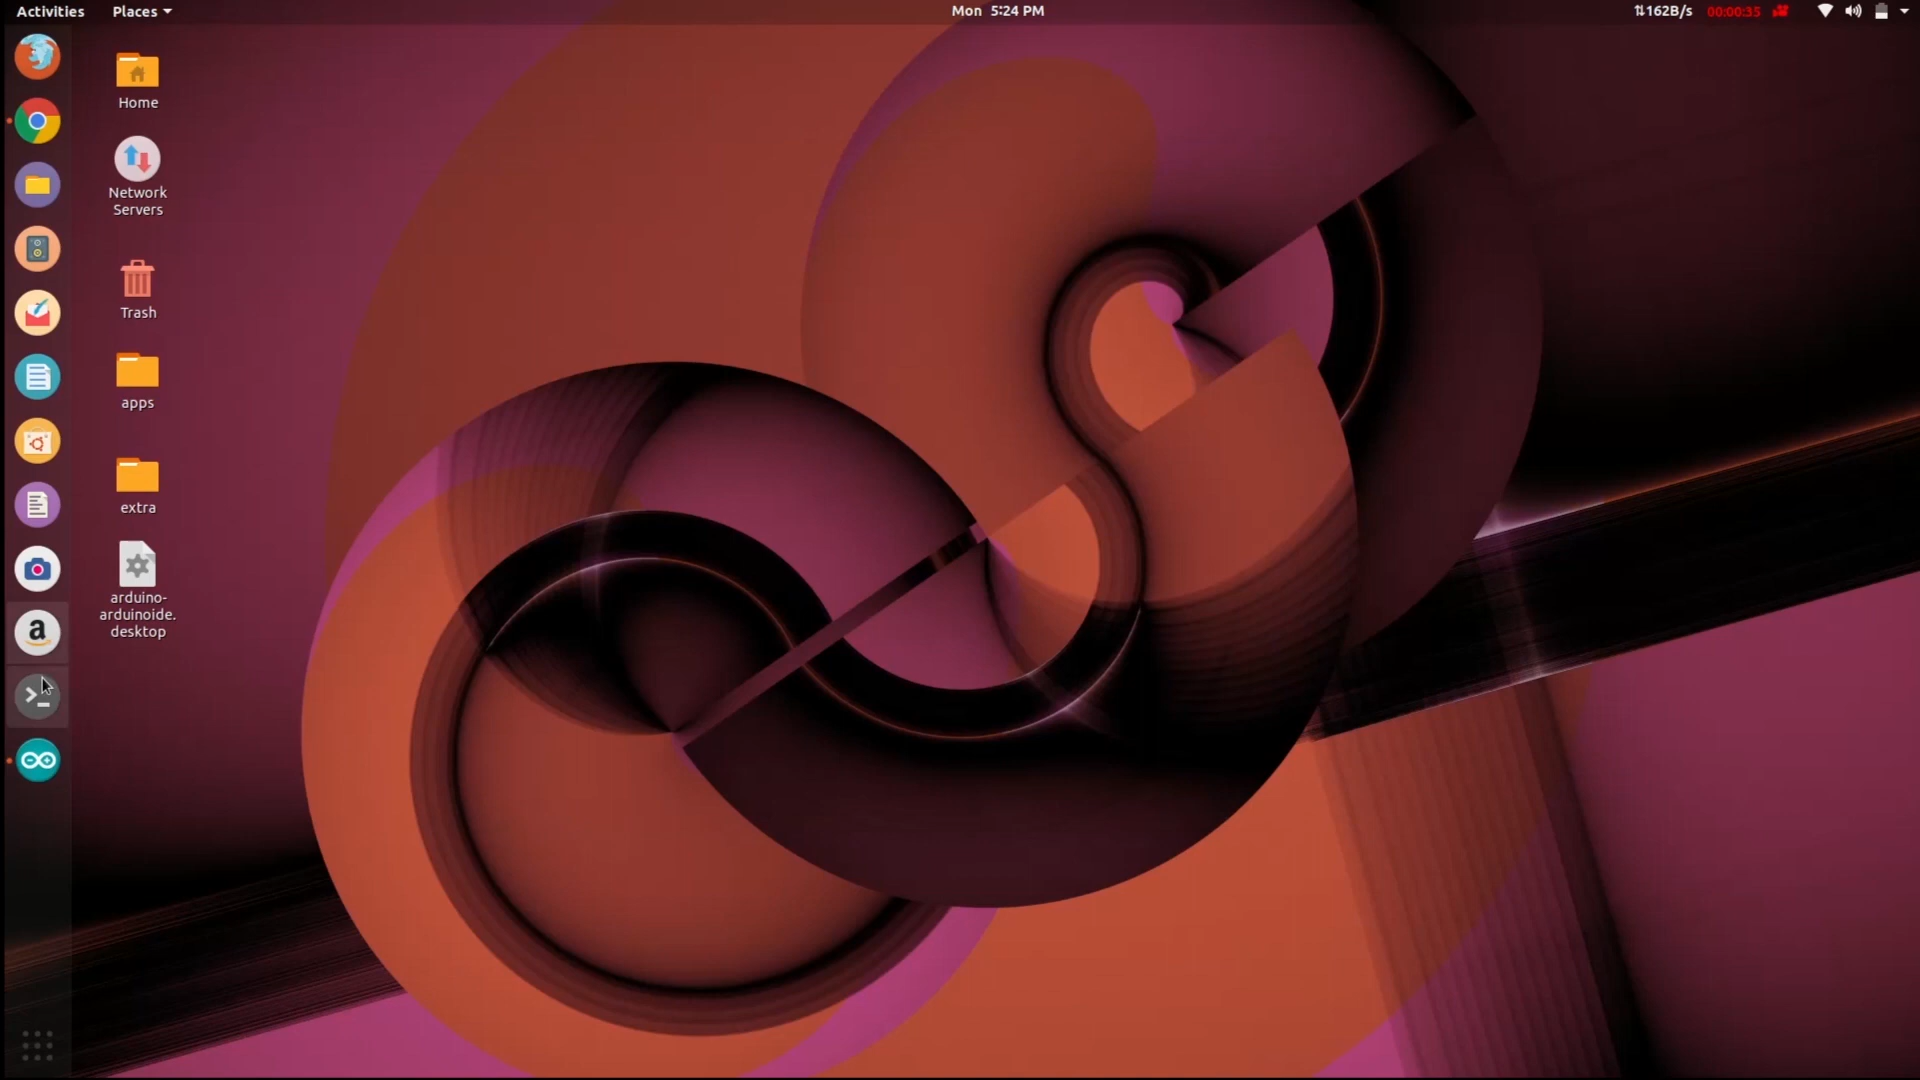 Activities Places Mon 5:24 PM ⇅162B/s 00:00:35
Home
Network
Servers
Trash
apps
extra
arduino-
arduinoide.
desktop